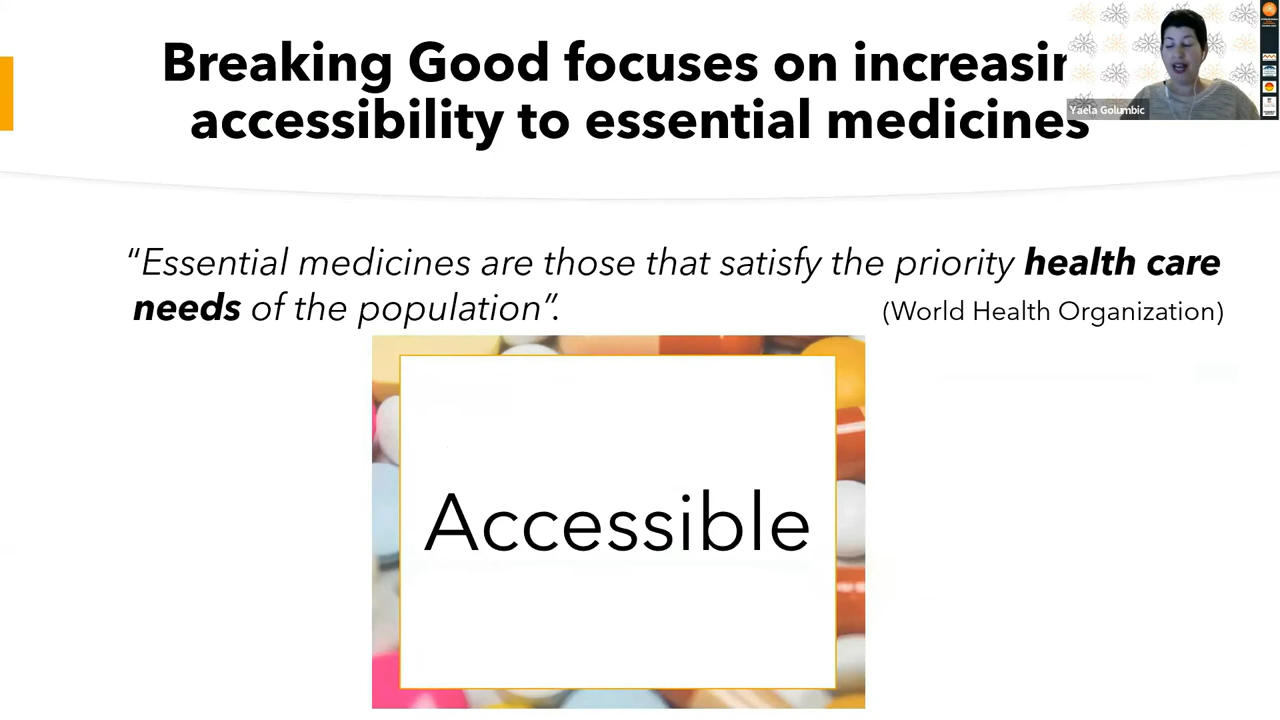 Breaking Good focuses on increasin
accessibility to essential medicines
Yaela Golumbic
“Essential medicines are those that satisfy the priority health care
needs of the population”.
(World Health Organization)
Accessible